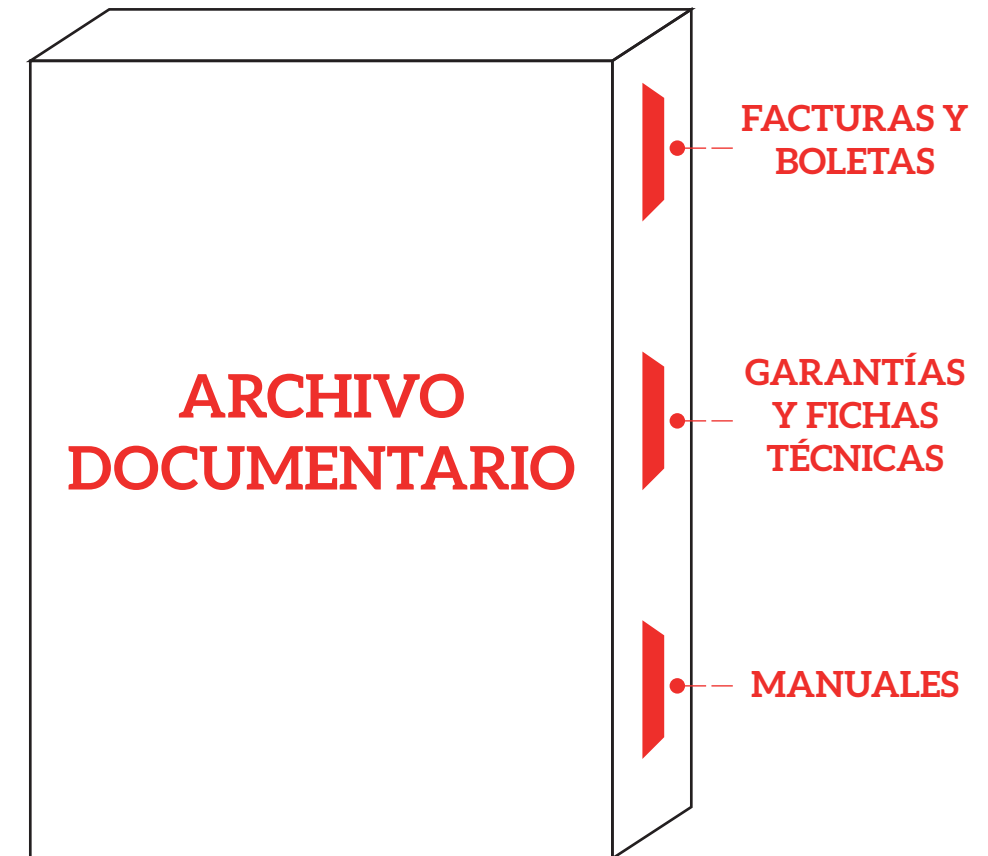 ARCHIVO
DOCUMENTARIO
FACTURAS Y
BOLETAS
GARANTÍAS
Y FICHAS
TÉCNICAS
MANUALES